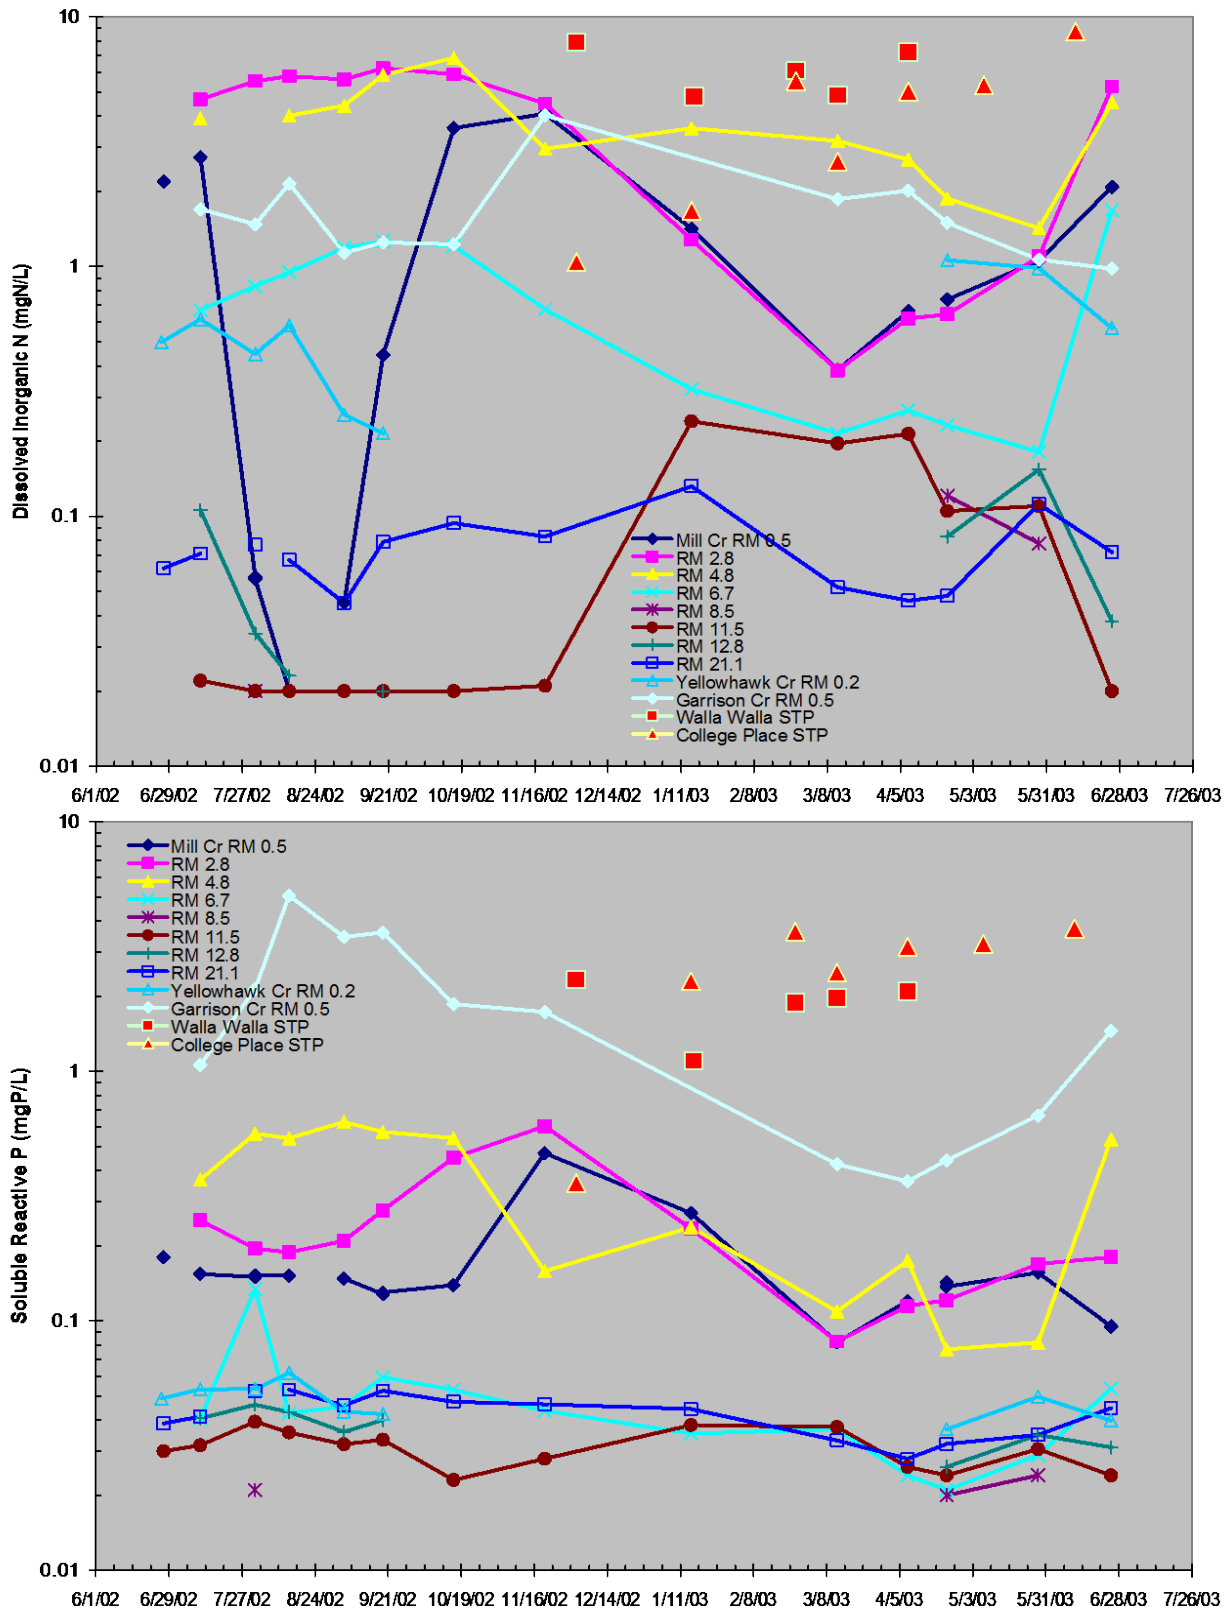 10
1
0.1
0.01
Dissolved Inorganic N (mgN/L)
Mill Cr RM 0.5
RM 2.8
RM 4.8
RM 6.7
RM 8.5
RM 11.5
RM 12.8
RM 21.1
Yellowhawk Cr RM 0.2
Garrison Cr RM 0.5
Walla Walla STP
College Place STP
6/1/02 6/29/02 7/27/02 8/24/02 9/21/02 10/19/02 11/16/02 12/14/02 1/11/03 2/8/03 3/8/03 4/5/03 5/3/03 5/31/03 6/28/03 7/26/03
10
1
0.1
0.01
Soluble Reactive P (mgP/L)
Mill Cr RM 0.5
RM 2.8
RM 4.8
RM 6.7
RM 8.5
RM 11.5
RM 12.8
RM 21.1
Yellowhawk Cr RM 0.2
Garrison Cr RM 0.5
Walla Walla STP
College Place STP
6/1/02 6/29/02 7/27/02 8/24/02 9/21/02 10/19/02 11/16/02 12/14/02 1/11/03 2/8/03 3/8/03 4/5/03 5/3/03 5/31/03 6/28/03 7/26/03